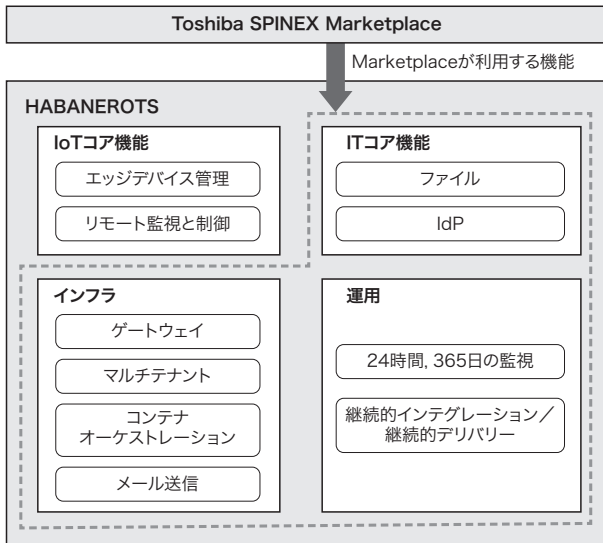 Toshiba SPINEX Marketplace
Marketplaceが利用する機能
HABANEROTS
IoTコア機能
エッジデバイス管理
リモート監視と制御
ITコア機能
ファイル
IdP
インフラ
ゲートウェイ
マルチテナント
コンテナ
オーケストレーション
メール送信
運用
24時間, 365日の監視
継続的インテグレーション／
継続的デリバリー